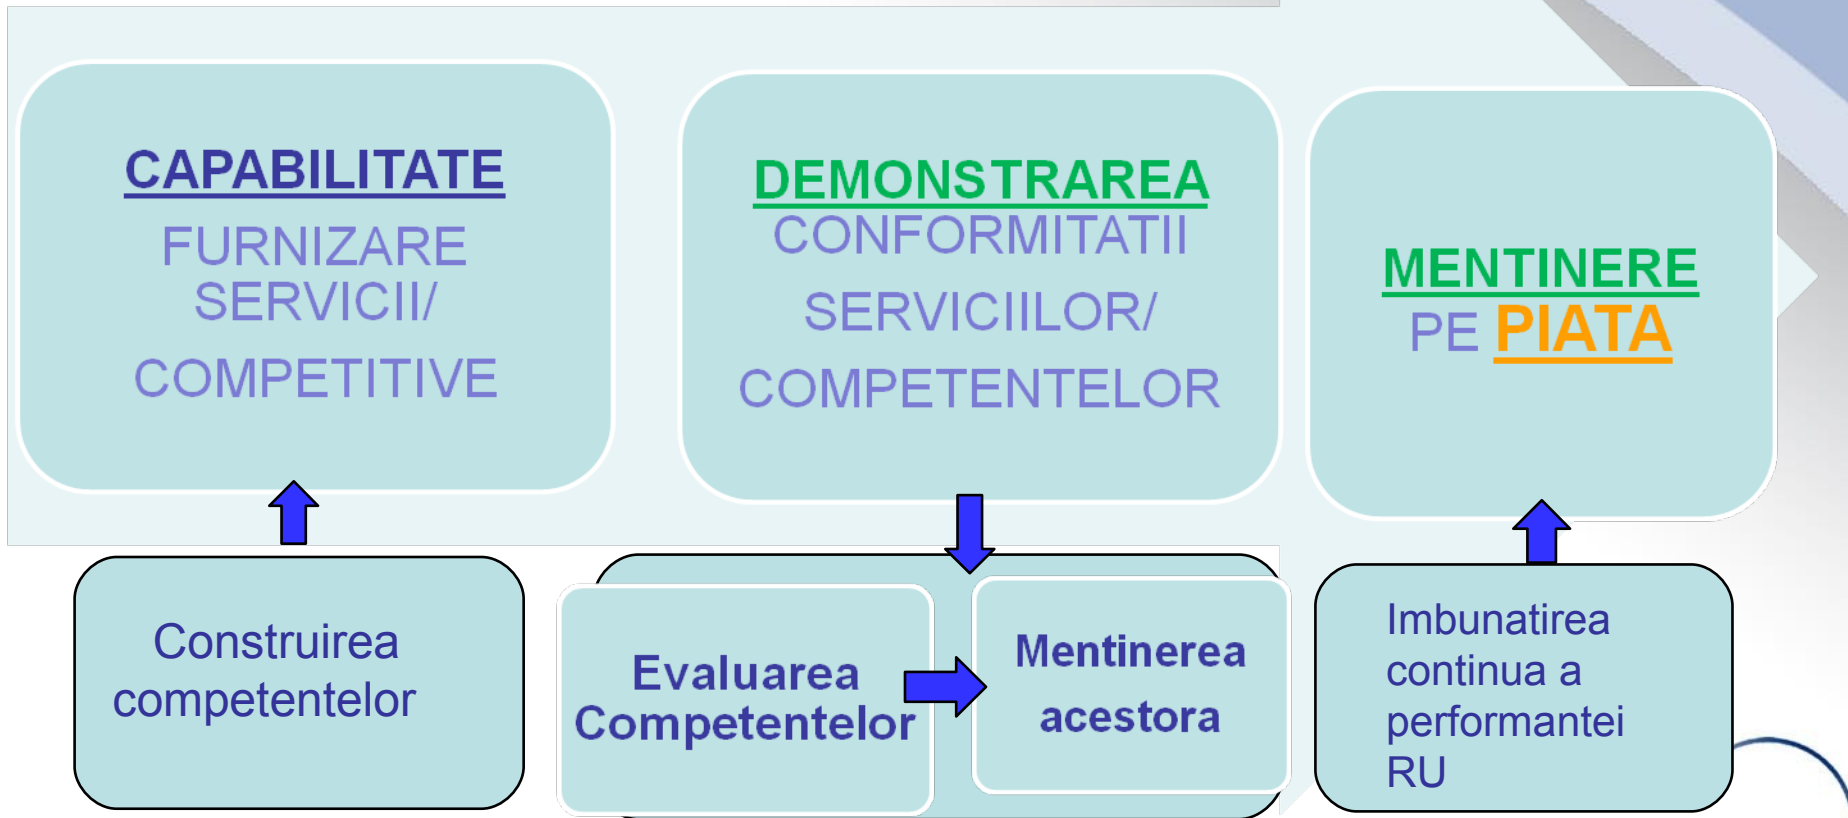 CAPABILITATE
FURNIZARE
SERVICII/
COMPETITIVE
DEMONSTRAREA
CONFORMITATII
SERVICIILOR/
COMPETENTELOR
MENTINERE
PE PIATA
Construirea
competentelor
Evaluarea
Competentelor
Mentinerea
acestora
Imbunatirea
continua a
performantei
RU